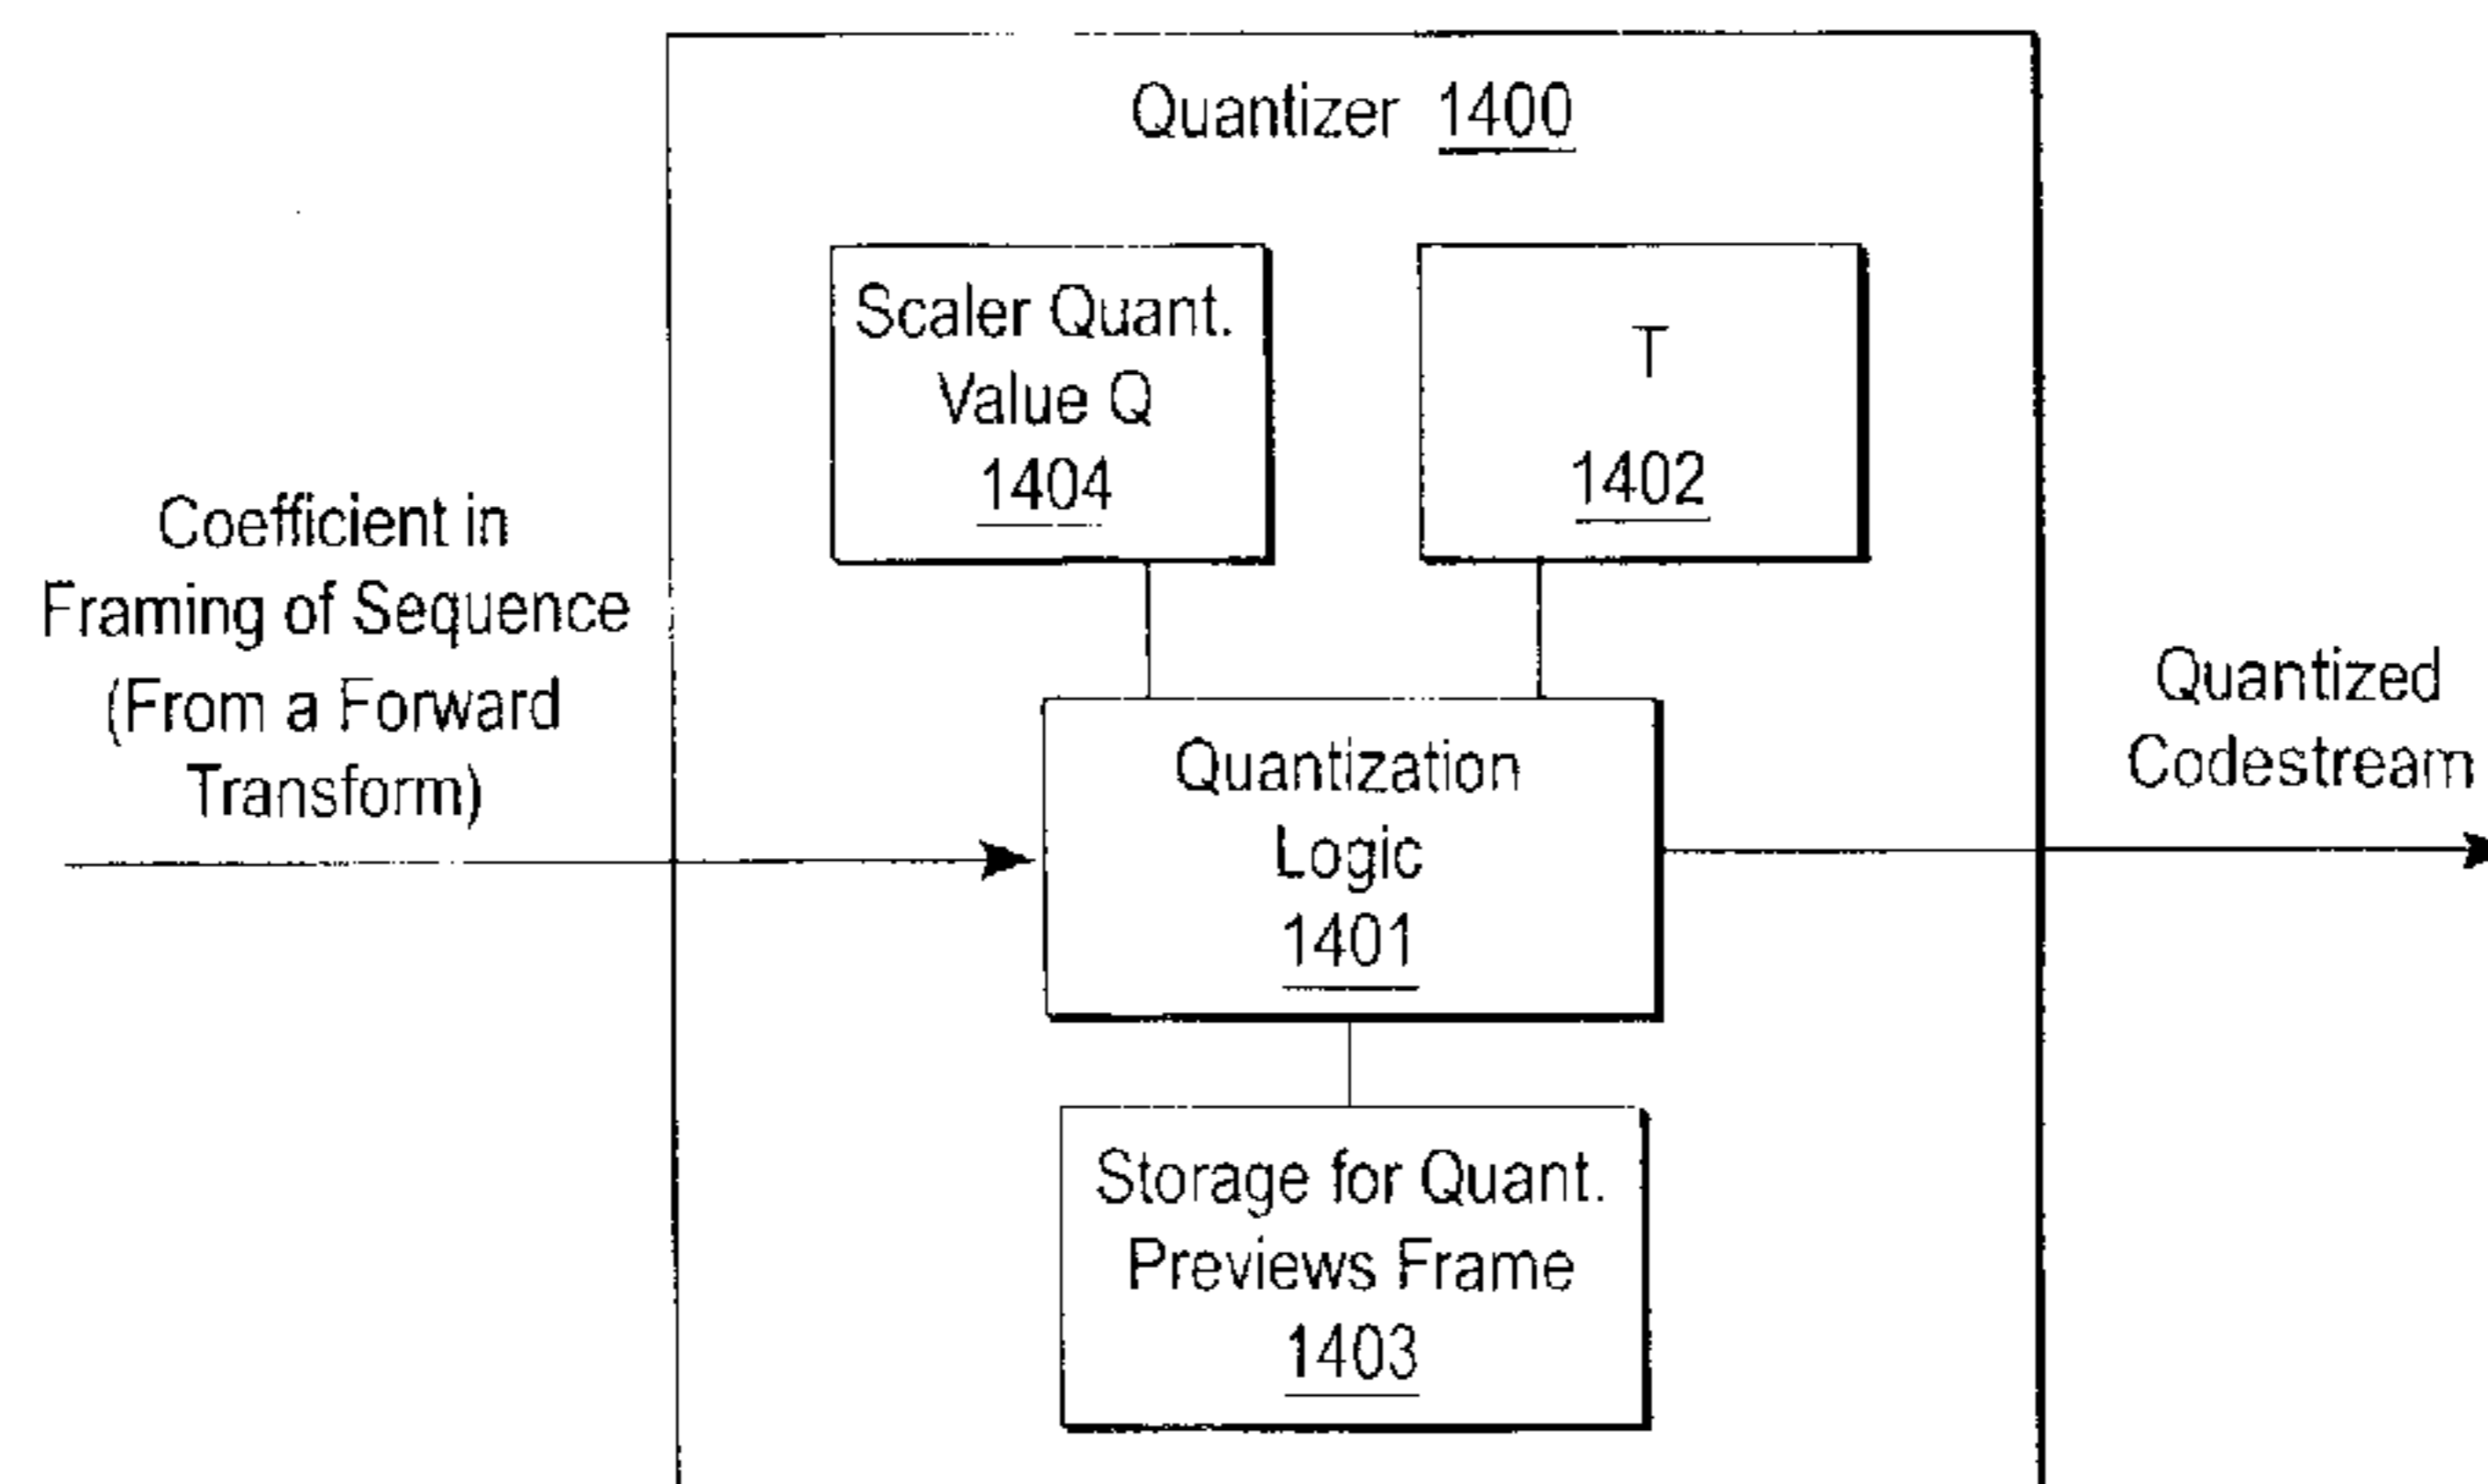 Quantizer 1400
Scaler Quant.
Value Q
1404
T
1402
Coefficient in
Framing of Sequence
(From a Forward
Transform)
Quantization
Logic
1401
Quantized
Codestream
Storage for Quant.
Previews Frame
1403